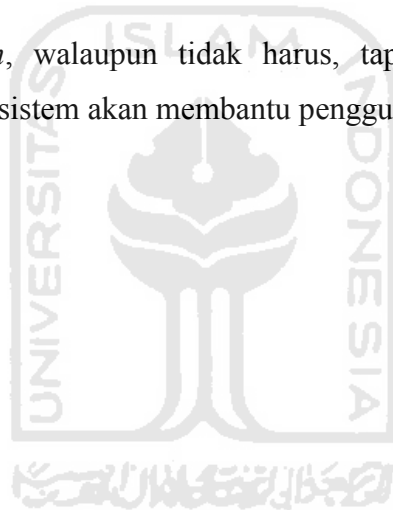 n, walaupun tidak harus, tap
sistem akan membantu penggu
ISLAM
UNIVERSITAS
INDONESIA